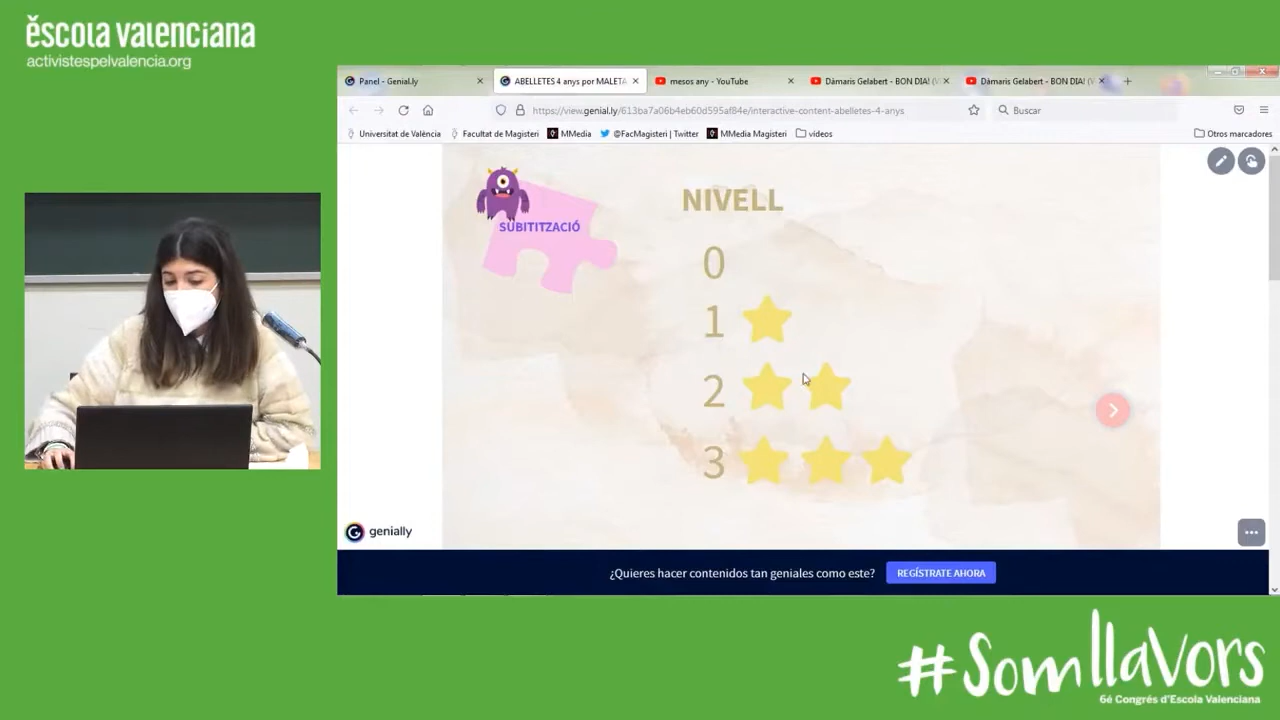 ĕscola valenciana
activistespelvalencia.org
Panel - Genial.ly
ABELLETES 4 anys por MALETA
mesos any - YouTube
Dàmaris Gelabert - BON DIA! (V
Dàmaris Gelabert - BON DIA! (V
https://view.genial.ly/613ba7a06b4eb60d595af84e/interactive-content-abelletes-4-anys
Buscar
Universitat de València
Facultat de Magisteri
MMedia
@FacMagisteri | Twitter
MMedia Magisteri
vídeos
Otros marcadores
SUBITITZACIÓ
NIVELL
0
1
2
3
genially
¿Quieres hacer contenidos tan geniales como este?
REGÍSTRATE AHORA
#Somllavors
6é Congrés d'Escola Valenciana